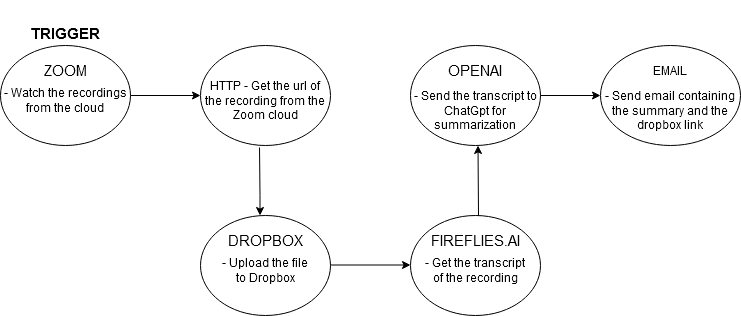 TRIGGER
ZOOM
- Watch the recordings
from the cloud
HTTP - Get the url of
the recording from the
Zoom cloud
DROPBOX
- Upload the file
to Dropbox
FIREFLIES.AI
- Get the transcript
of the recording
OPENAI
- Send the transcript to
ChatGpt for
summarization
EMAIL
- Send email containing
the summary and the
dropbox link